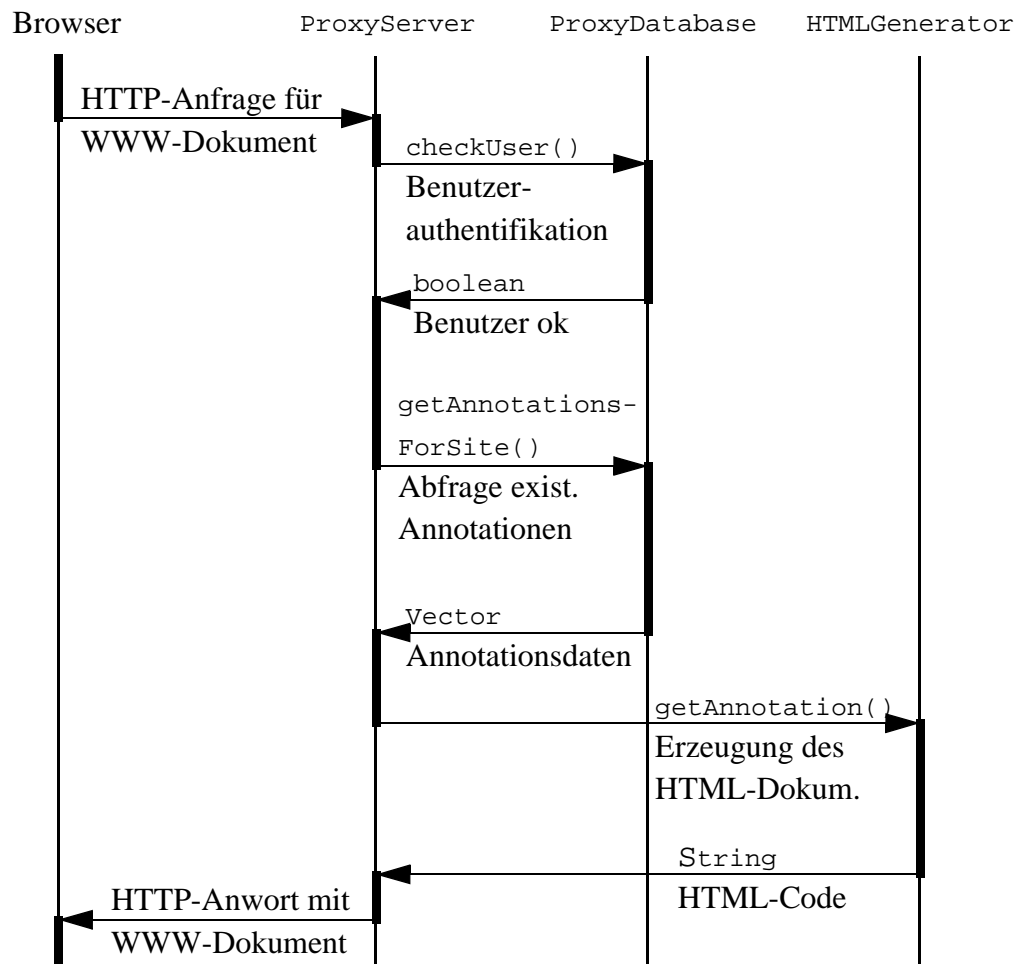 Browser ProxyServer ProxyDatabase HTMLGenerator
HTTP-Anfrage für
WWW-Dokument
checkUser()
Benutzer-
authentifikation
boolean
Benutzer ok
getAnnotations-
ForSite()
Abfrage exist.
Annotationen
Vector
Annotationsdaten
getAnnotation()
Erzeugung des
HTML-Dokum.
String
HTML-Code
HTTP-Anwort mit
WWW-Dokument